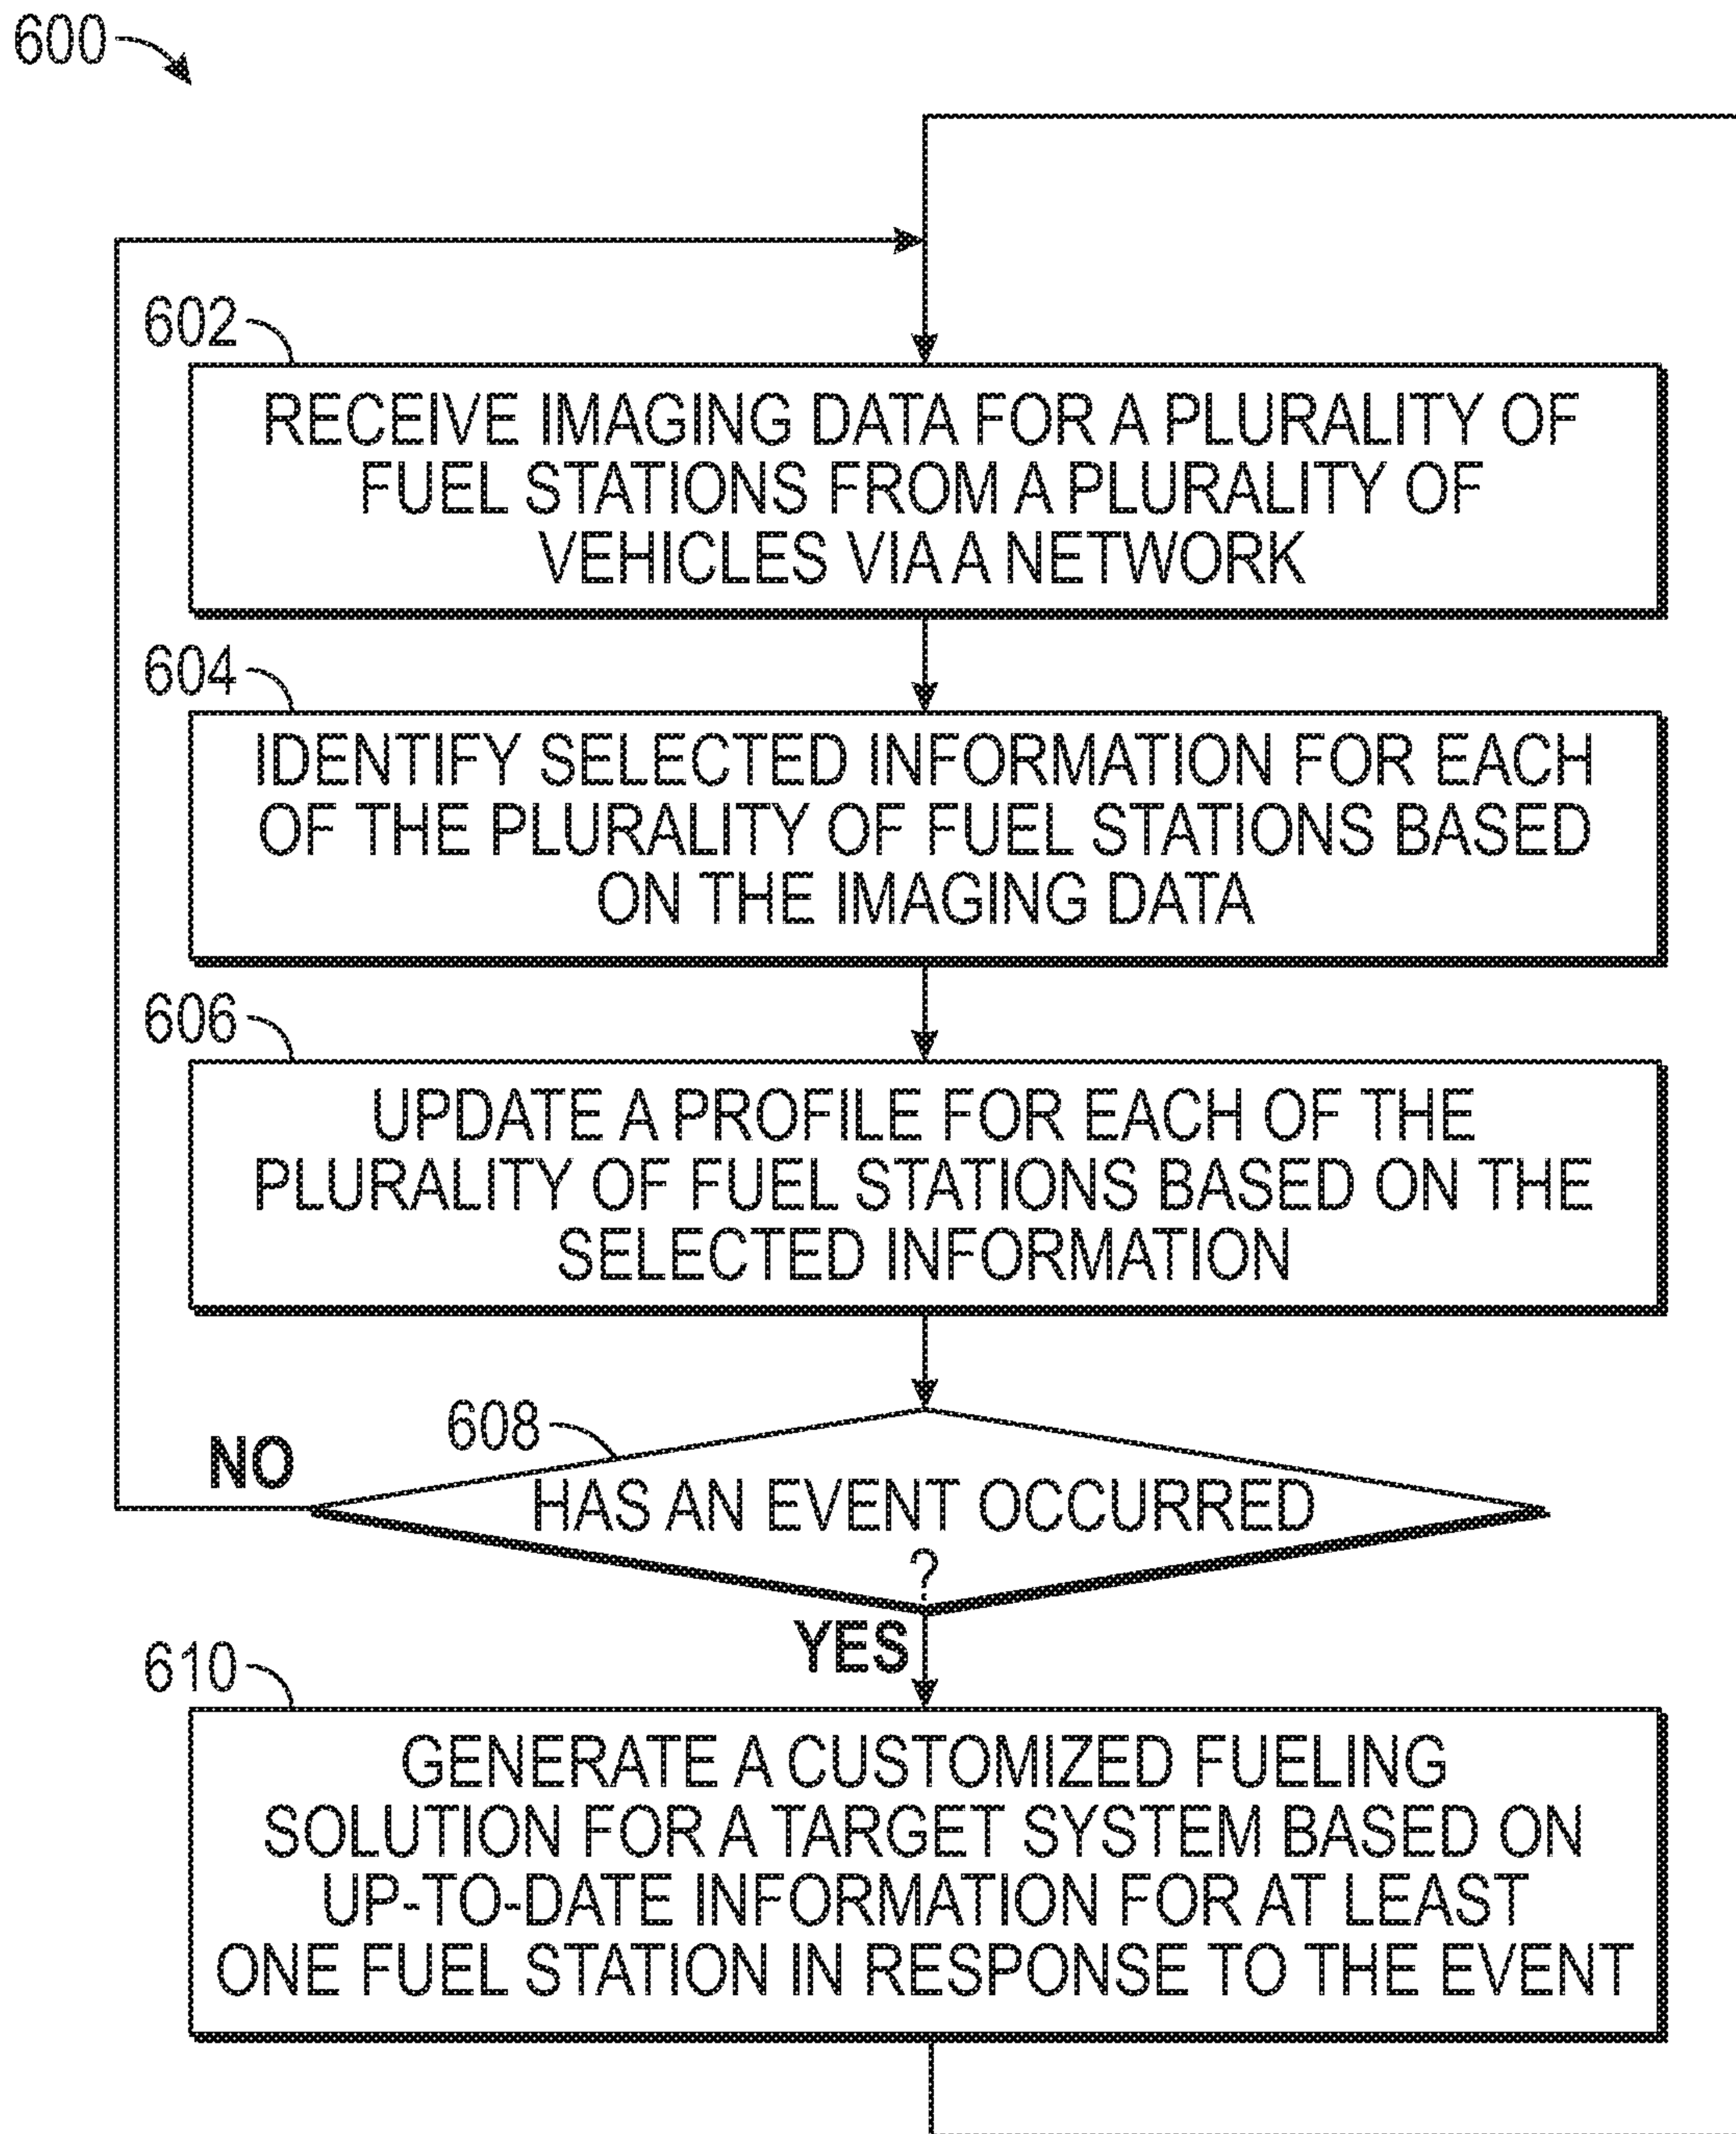 600
602
RECEIVE IMAGING DATA FOR A PLURALITY OF
FUEL STATIONS FROM A PLURALITY OF
VEHICLES VIA A NETWORK
604
IDENTIFY SELECTED INFORMATION FOR EACH
OF THE PLURALITY OF FUEL STATIONS BASED
ON THE IMAGING DATA
606
UPDATE A PROFILE FOR EACH OF THE
PLURALITY OF FUEL STATIONS BASED ON THE
SELECTED INFORMATION
608
NO
HAS AN EVENT OCCURRED
?
YES
610
GENERATE A CUSTOMIZED FUELING
SOLUTION FOR A TARGET SYSTEM BASED ON
UP-TO-DATE INFORMATION FOR AT LEAST
ONE FUEL STATION IN RESPONSE TO THE EVENT